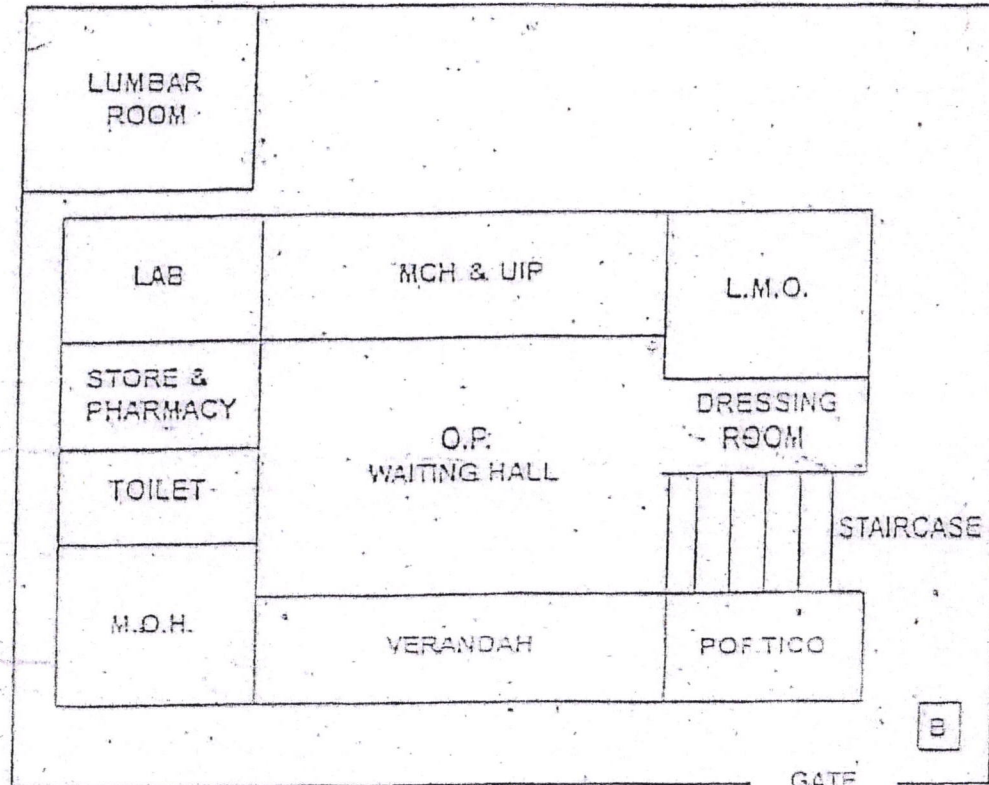 LUMBAR
ROOM
LAB
MCH & UIP
L.M.O.
STORE &
PHARMACY
DRESSING
ROOM
O.P.
WAITING HALL
TOILET
STAIRCASE
M.O.H.
VERANDAH
PORTICO
B
GATE